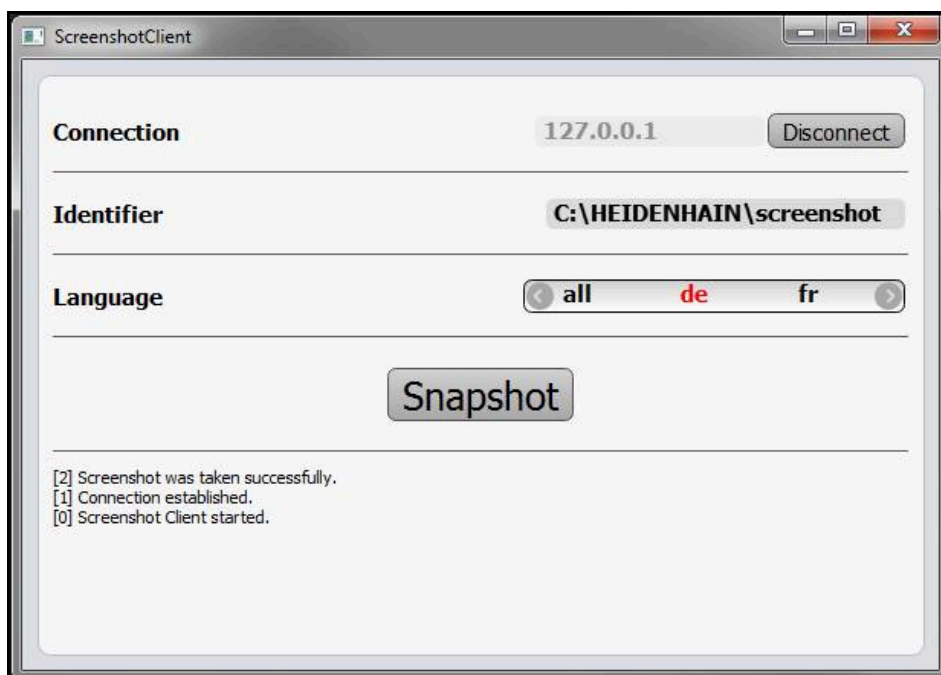 ScreenshotClient
Connection 127.0.0.1 Disconnect
Identifier C:\HEIDENHAIN\screenshot
Language all de fr
Snapshot
[2] Screenshot was taken successfully.
[1] Connection established.
[0] Screenshot Client started.